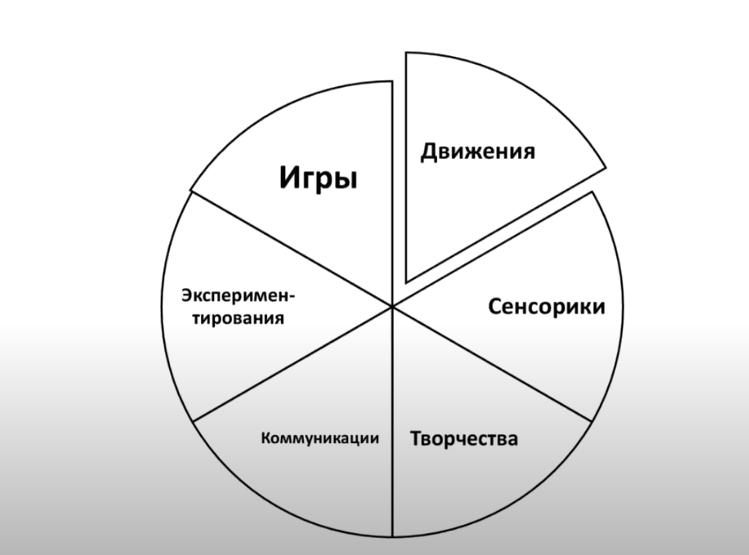 Движения
Игры
Эксперимен-
тирования
Сенсорики
Коммуникации
Творчества